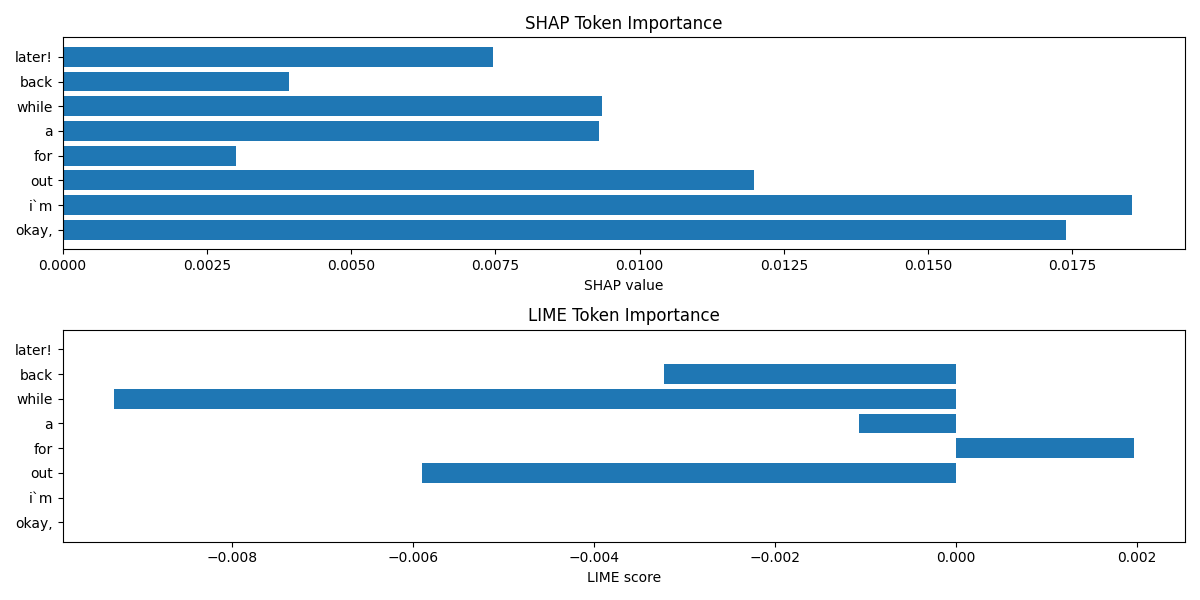 SHAP Token Importance
later!
back
while
a
for
out
i`m
okay,
0.0000 0.0025 0.0050 0.0075 0.0100 0.0125 0.0150 0.0175
SHAP value
LIME Token Importance
later!
back
while
a
for
out
i`m
okay,
−0.008 −0.006 −0.004 −0.002 0.000 0.002
LIME score